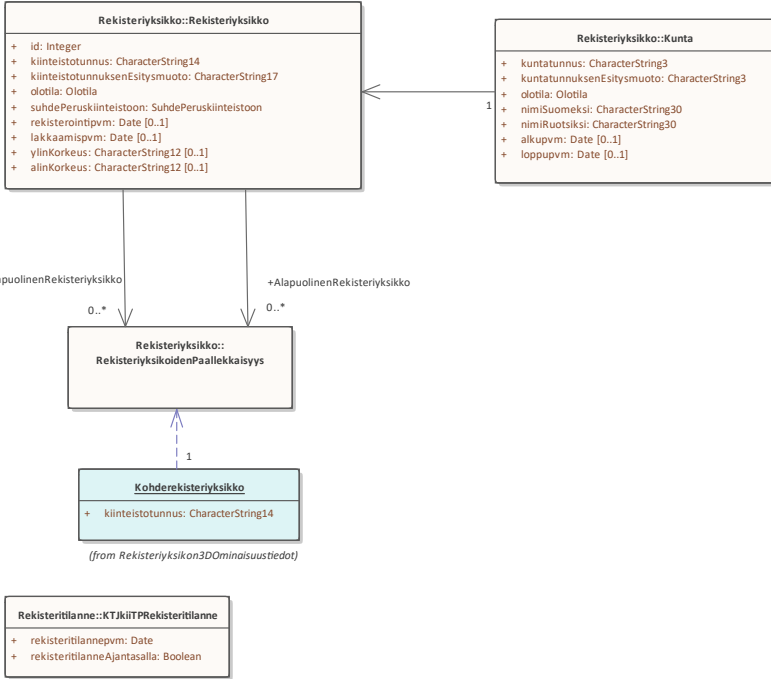 Rekisteriyksikko::Rekisteriyksikko
+ id: Integer
+ kiinteistotunnus: CharacterString14
+ kiinteistotunnuksenEsitysmuoto: CharacterString17
+ olotila: Olotila
+ suhdePeruskiinteistoon: SuhdePeruskiinteistoon
+ rekisterointipvm: Date [0..1]
+ lakkaamispvm: Date [0..1]
+ ylinKorkeus: CharacterString12 [0..1]
+ alinKorkeus: CharacterString12 [0..1]
Rekisteriyksikko::Kunta
+ kuntatunnus: CharacterString3
+ kuntatunnuksenEsitysmuoto: CharacterString3
+ olotila: Olotila
+ nimiSuomeksi: CharacterString30
+ nimiRuotsiksi: CharacterString30
+ alkupvm: Date [0..1]
+ loppupvm: Date [0..1]
1
puolinenRekisteriyksikko
+AlapuolinenRekisteriyksikko
0..*
0..*
Rekisteriyksikko::
RekisteriyksikoidenPaallekkaisyys
1
Kohderekisteriyksikko
+ kiinteistotunnus: CharacterString14
(from Rekisteriyksikon3DOminaisuustiedot)
Rekisteritilanne::KTJkiiTPRekisteritilanne
+ rekisteritilannepvm: Date
+ rekisteritilanneAjantasalla: Boolean